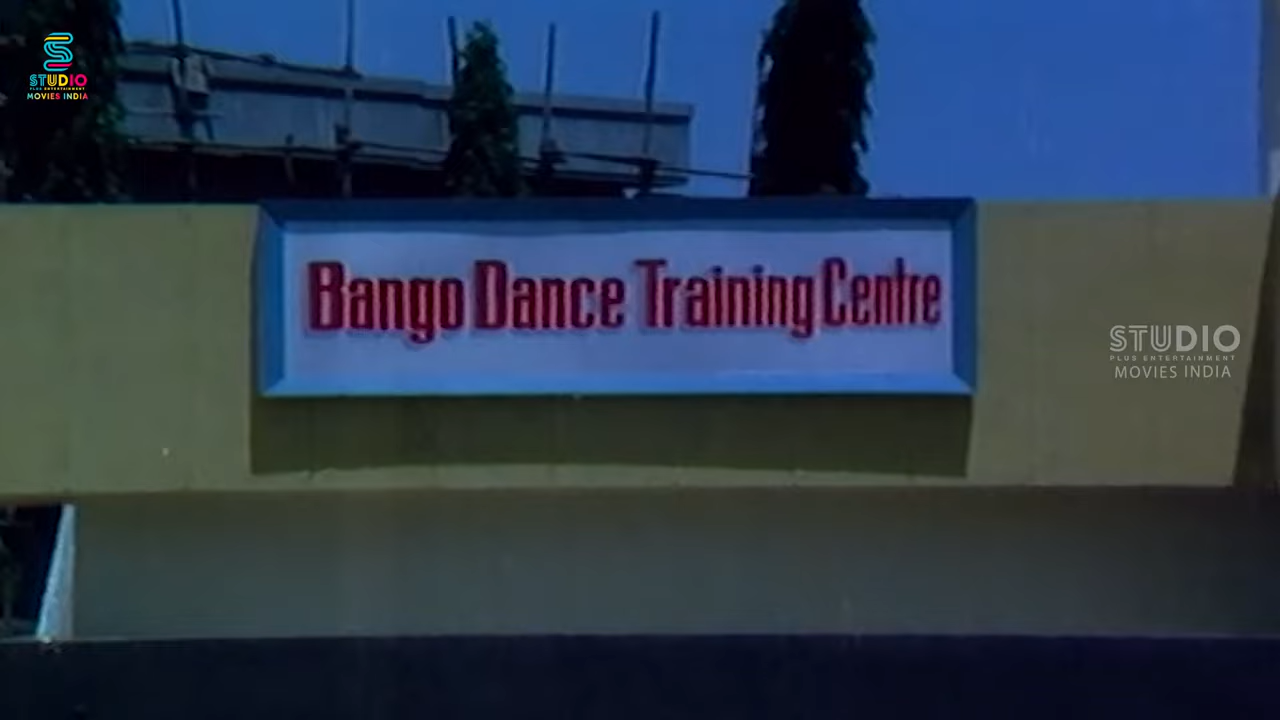 STUDIO
PLUS ENTERTAINMENT
MOVIES INDIA
Bango Dance Training Centre
STUDIO
PLUS ENTERTAINMENT
MOVIES INDIA